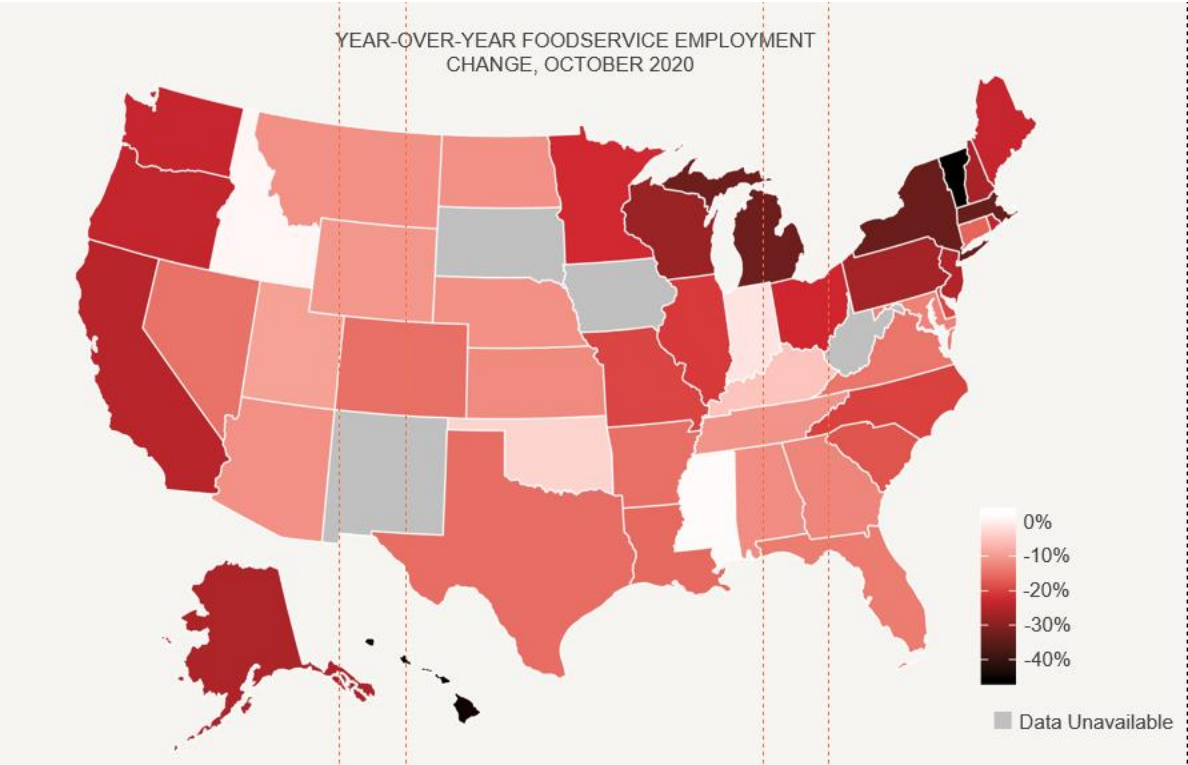 YEAR-OVER-YEAR FOODSERVICE EMPLOYMENT
CHANGE, OCTOBER 2020
0%
-10%
-20%
-30%
-40%
Data Unavailable